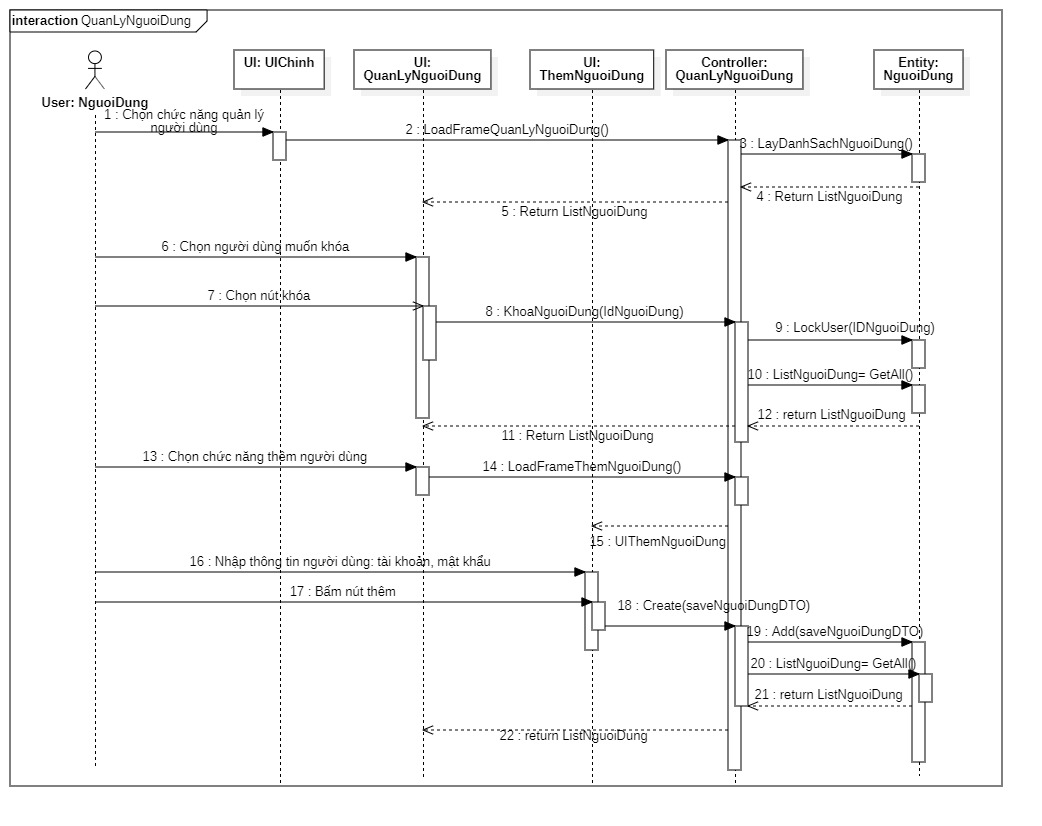 interaction QuanLyNguoiDung
User: NguoiDung
UI: UIChinh
UI:
QuanLyNguoiDung
UI:
ThemNguoiDung
Controller:
QuanLyNguoiDung
Entity:
NguoiDung
1 : Chọn chức năng quản lý
người dùng
2 : LoadFrameQuanLyNguoiDung()
3 : LayDanhSachNguoiDung()
4 : Return ListNguoiDung
5 : Return ListNguoiDung
6 : Chọn người dùng muốn khóa
7 : Chọn nút khóa
8 : KhoaNguoiDung(IdNguoiDung)
9 : LockUser(IDNguoiDung)
10 : ListNguoiDung= GetAll()
12 : return ListNguoiDung
11 : Return ListNguoiDung
13 : Chọn chức năng thêm người dùng
14 : LoadFrameThemNguoiDung()
15 : UIThemNguoiDung
16 : Nhập thông tin người dùng: tài khoản, mật khẩu
17 : Bấm nút thêm
18 : Create(saveNguoiDungDTO)
19 : Add(saveNguoiDungDTO)
20 : ListNguoiDung= GetAll()
21 : return ListNguoiDung
22 : return ListNguoiDung